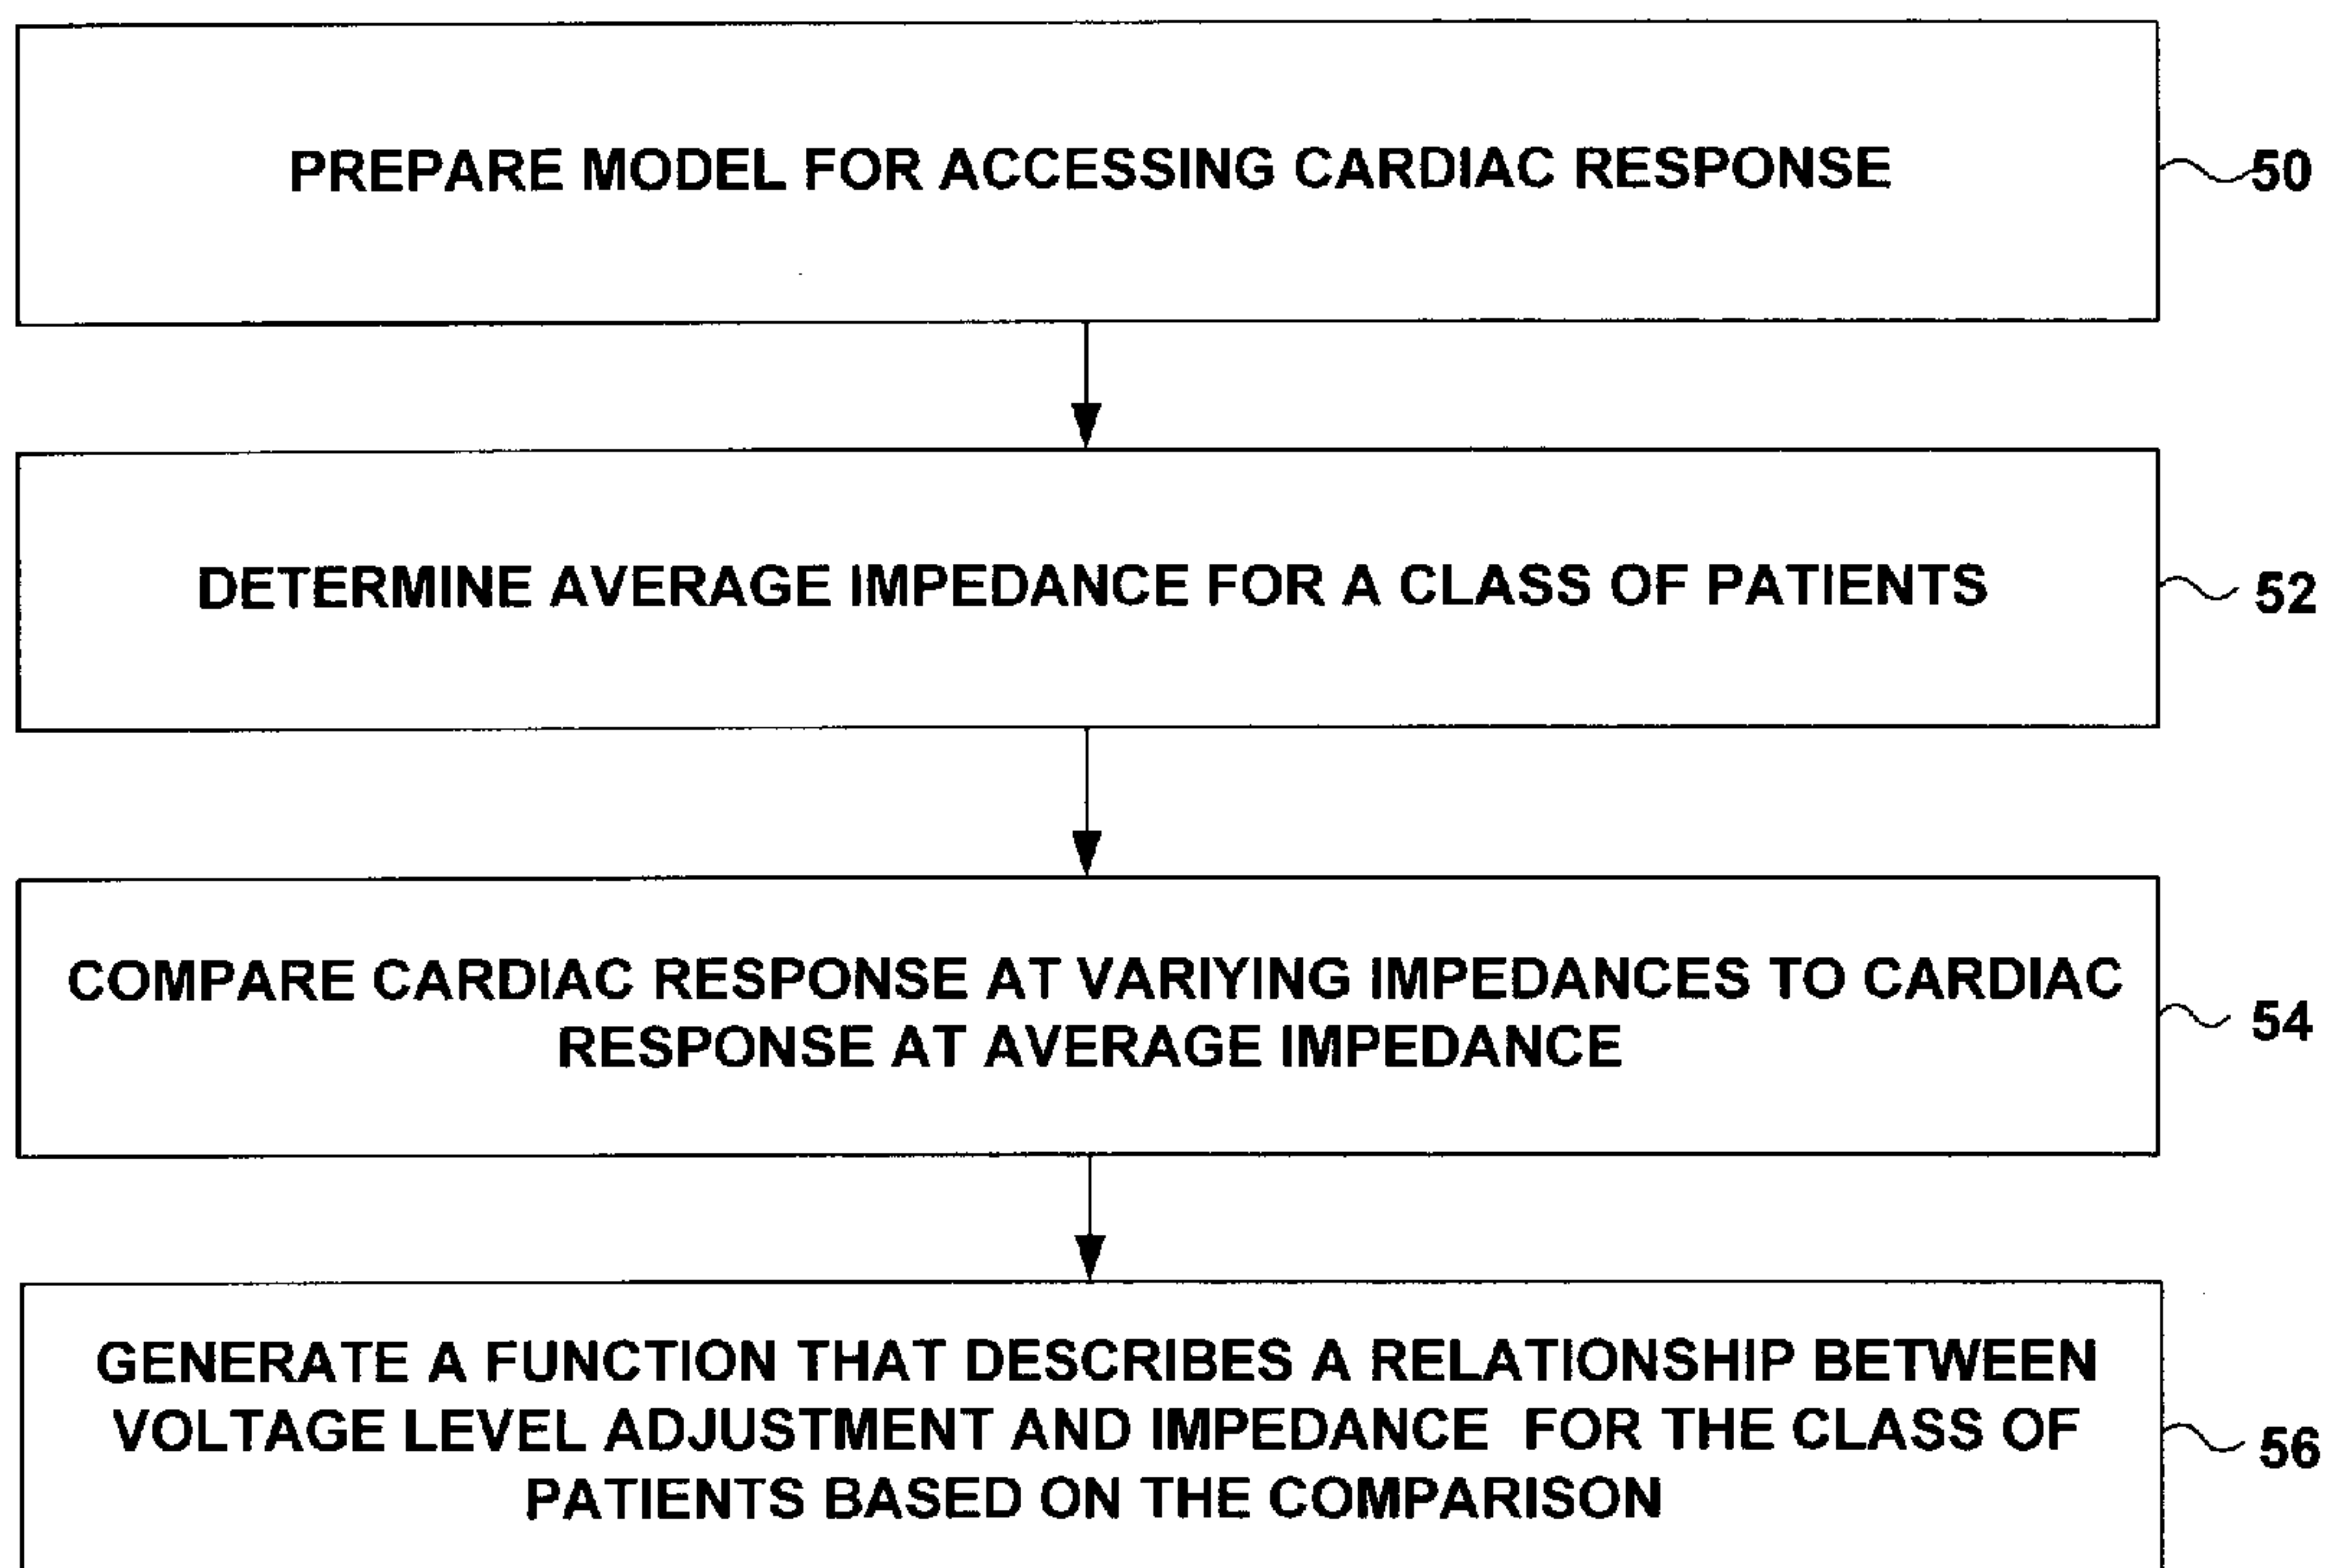 PREPARE MODEL FOR ACCESSING CARDIAC RESPONSE
50
DETERMINE AVERAGE IMPEDANCE FOR A CLASS OF PATIENTS
52
COMPARE CARDIAC RESPONSE AT VARIYING IMPEDANCES TO CARDIAC
RESPONSE AT AVERAGE IMPEDANCE
54
GENERATE A FUNCTION THAT DESCRIBES A RELATIONSHIP BETWEEN
VOLTAGE LEVEL ADJUSTMENT AND IMPEDANCE FOR THE CLASS OF
PATIENTS BASED ON THE COMPARISON
56